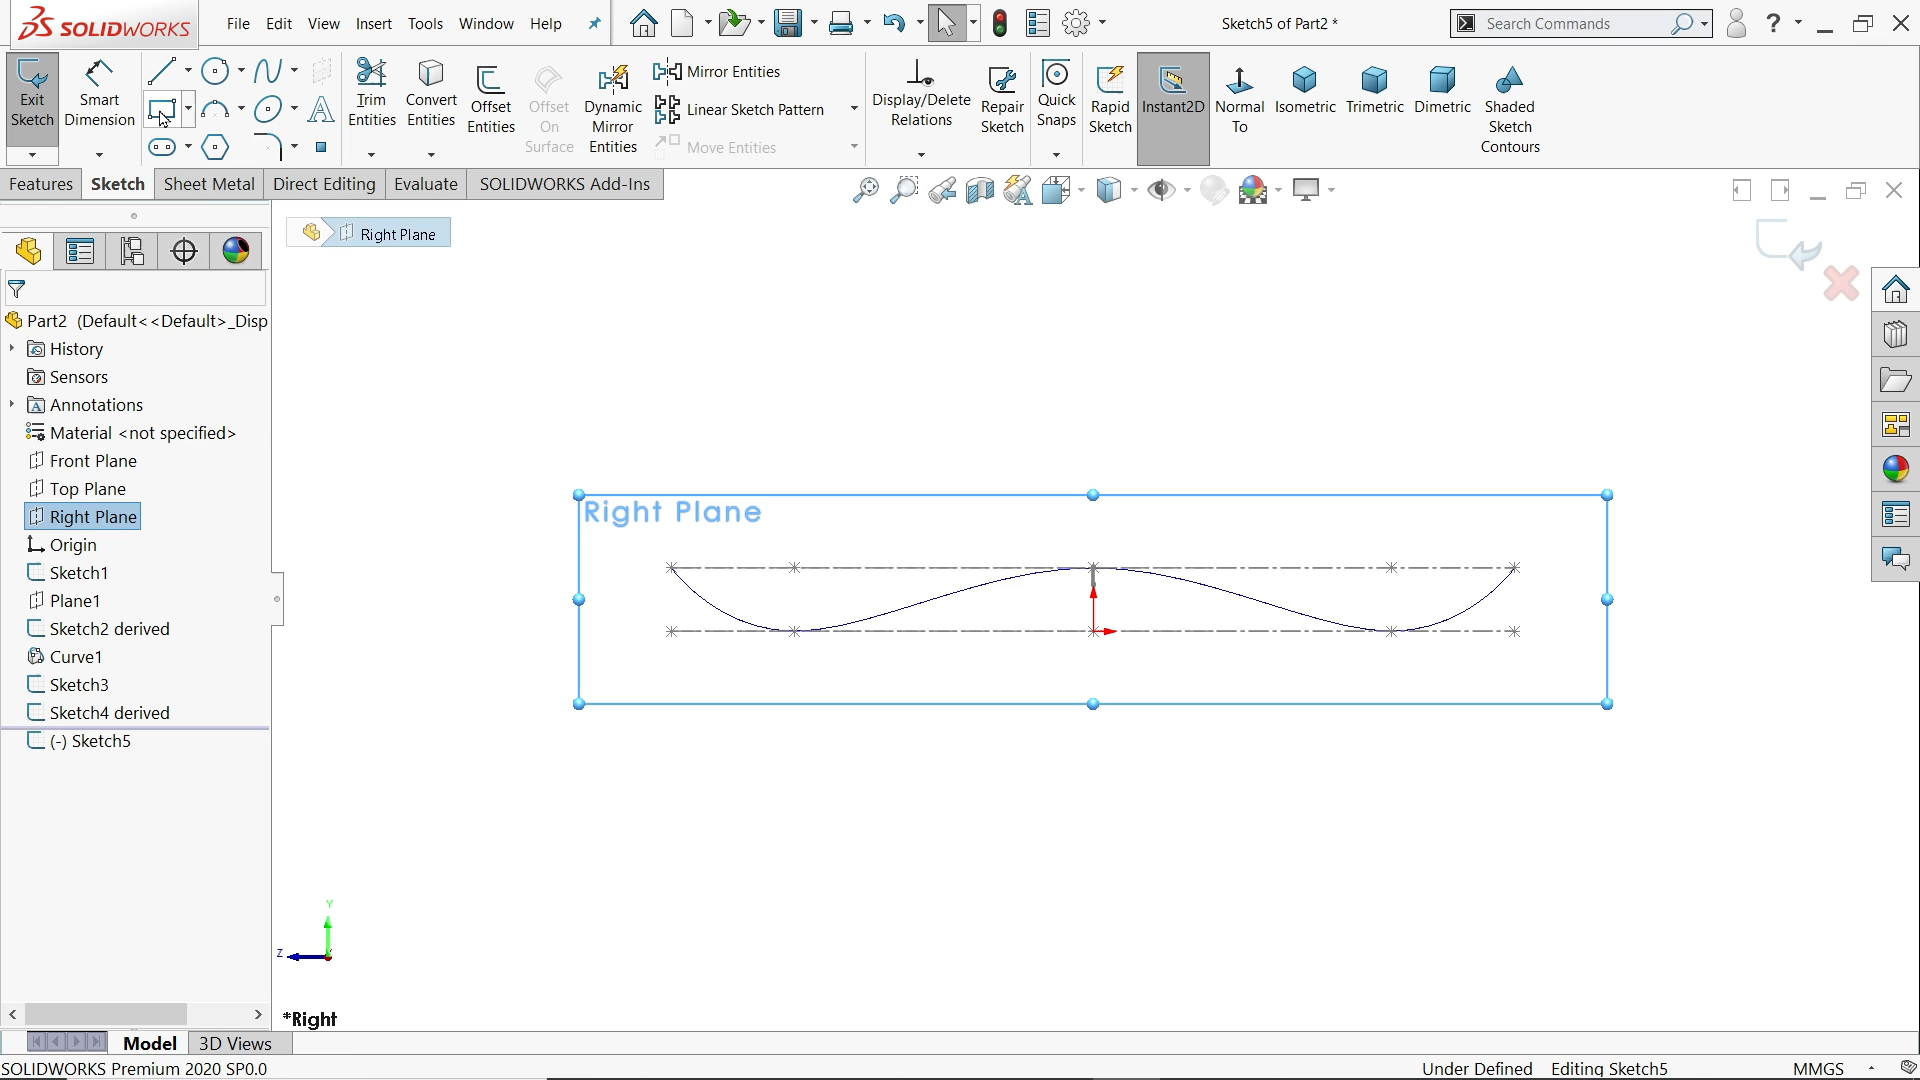 SOLIDWORKS
File Edit View Insert Tools Window Help
Sketch5 of Part2 *
Search Commands
?
Exit Sketch
Smart Dimension
Trim Entities
Convert Entities
Offset Entities
Offset On Surface
Dynamic Mirror Entities
Mirror Entities
Linear Sketch Pattern
Move Entities
Display/Delete Relations
Repair Sketch
Quick Snaps
Rapid Sketch
Instant2D
Normal To
Isometric
Trimetric
Dimetric
Shaded Sketch Contours
Features Sketch Sheet Metal Direct Editing Evaluate SOLIDWORKS Add-Ins
Right Plane
Part2 (Default<<Default>_Disp
History
Sensors
Annotations
Material <not specified>
Front Plane
Top Plane
Right Plane
Origin
Sketch1
Plane1
Sketch2 derived
Curve1
Sketch3
Sketch4 derived
(-) Sketch5
Right Plane
Y
Z
*Right
Model 3D Views
SOLIDWORKS Premium 2020 SP0.0
Under Defined Editing Sketch5 MMGS